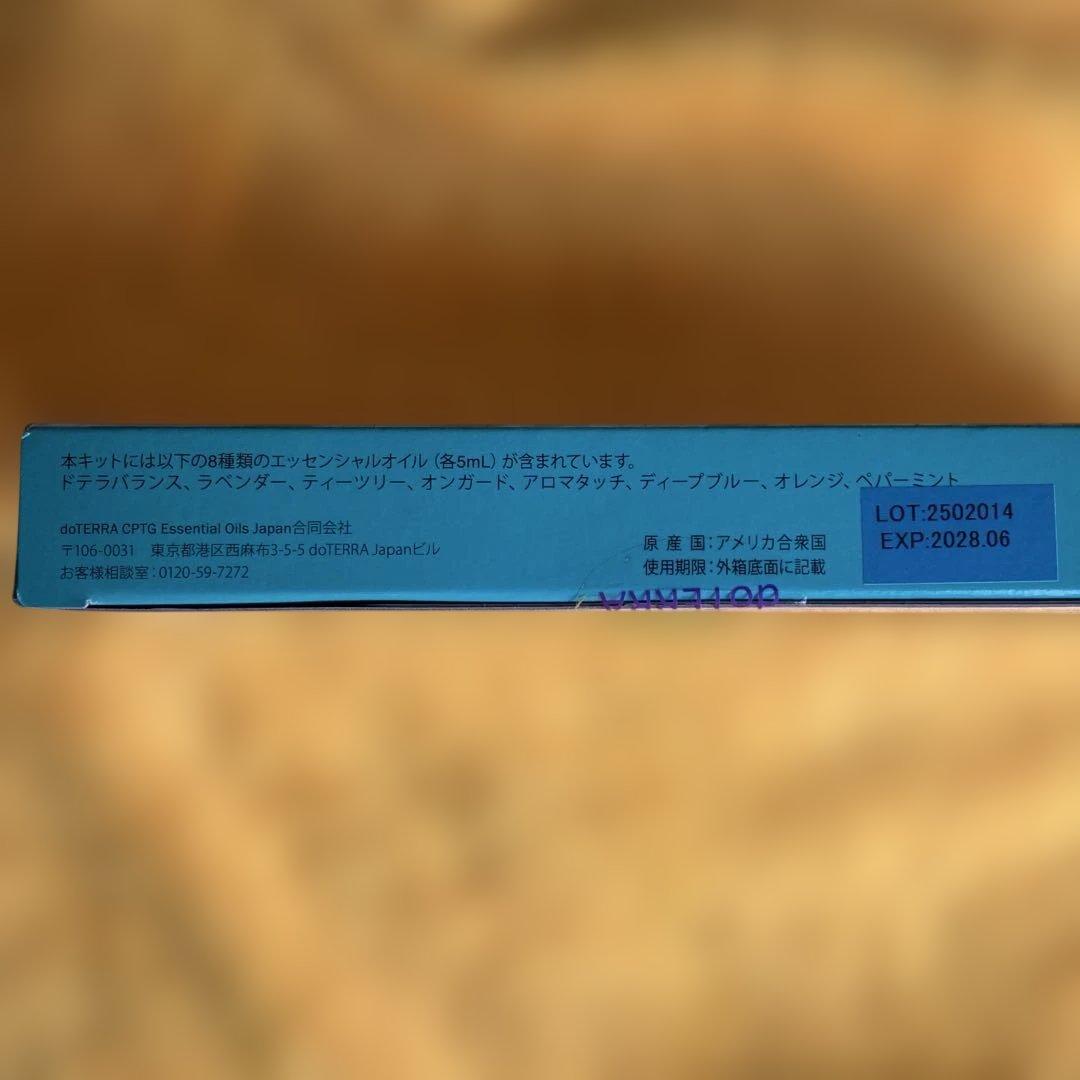 本キットには以下の8種類のエッセンシャルオイル（各5mL）が含まれています。
ドテラバランス、ラベンダー、ティーツリー、オンガード、アロマタッチ、ディープブルー、オレンジ、ペパーミント
doTERRA CPTG Essential Oils Japan合同会社
〒106-0031　東京都港区西麻布3-5-5 doTERRA Japanビル
お客様相談室：0120-59-7272
原産国：アメリカ合衆国
使用期限：外箱底面に記載
LOT:2502014
EXP:2028.06
doTERRA